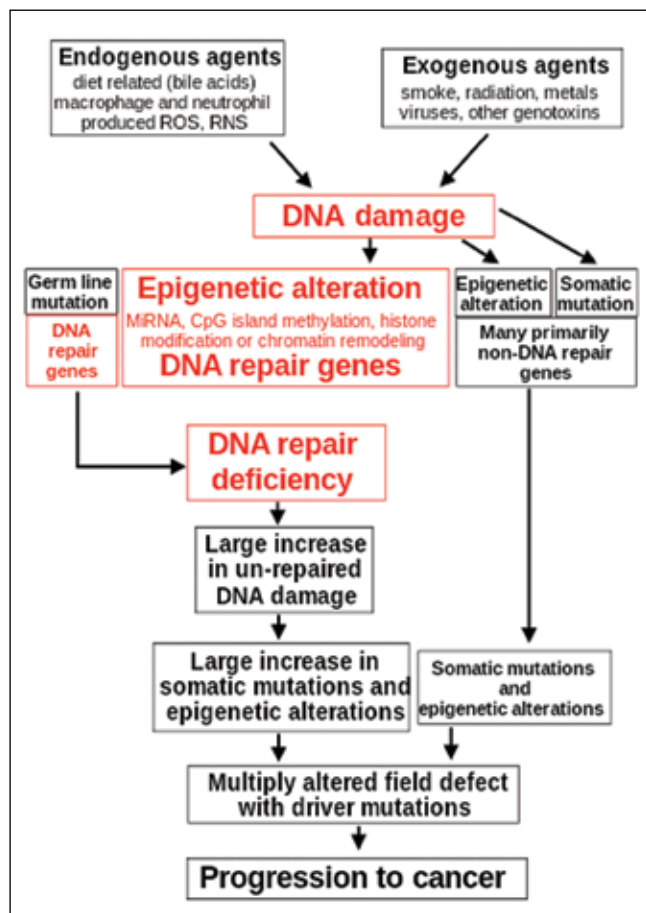 Endogenous agents
diet related (bile acids)
macrophage and neutrophil
produced ROS, RNS
Exogenous agents
smoke, radiation, metals
viruses, other genotoxins
DNA damage
Germ line
mutation
DNA
repair
genes
Epigenetic alteration
MiRNA, CpG island methylation, histone
modification or chromatin remodeling
DNA repair genes
Epigenetic
alteration
Somatic
mutation
Many primarily
non-DNA repair
genes
DNA repair
deficiency
Large increase
in un-repaired
DNA damage
Large increase in
somatic mutations and
epigenetic alterations
Somatic mutations
and
epigenetic alterations
Multiply altered field defect
with driver mutations
Progression to cancer